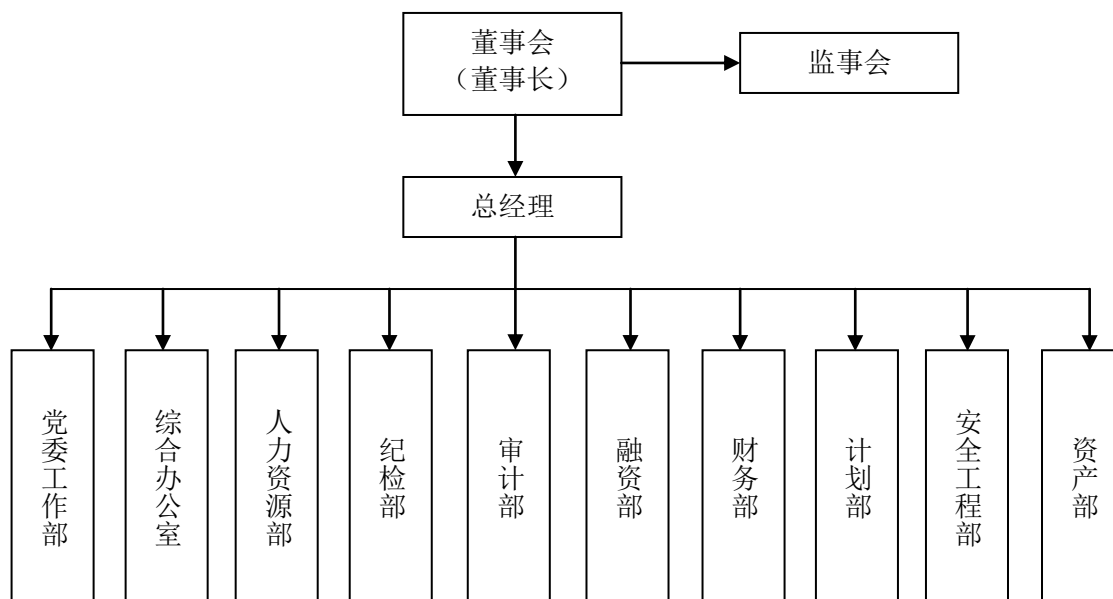 董事会
（董事长）
监事会
总经理
党委工作部
综合办公室
人力资源部
纪检部
审计部
融资部
财务部
计划部
安全工程部
资产部